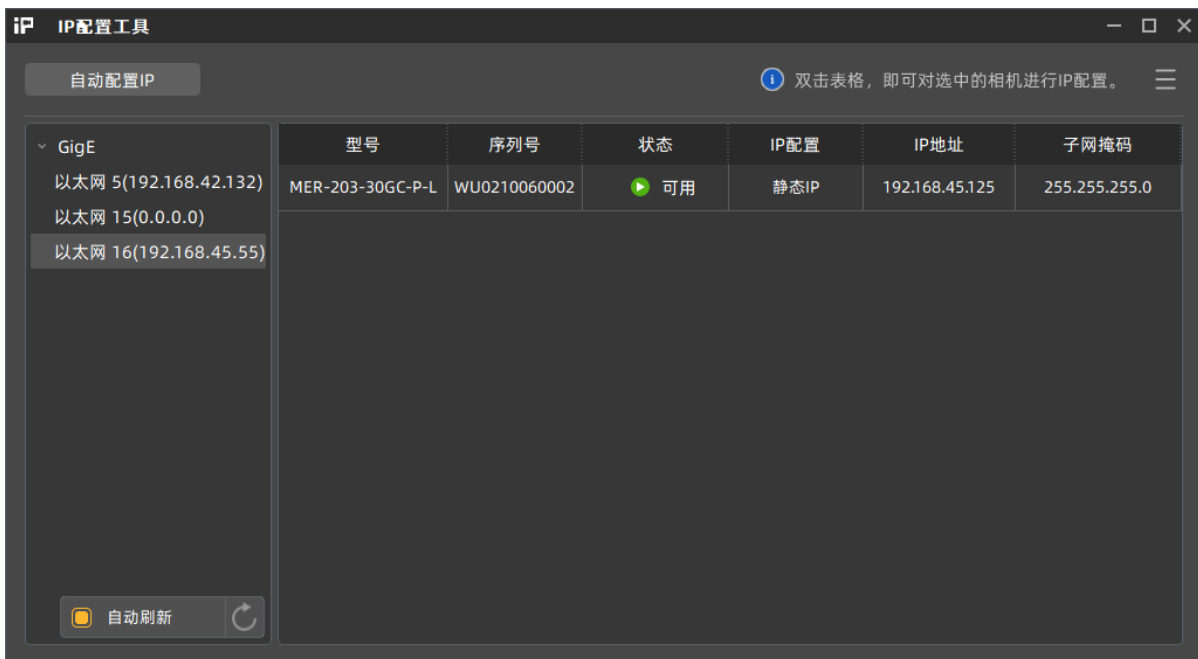 iP IP配置工具
自动配置IP
双击表格，即可对选中的相机进行IP配置。
GigE
以太网 5(192.168.42.132)
以太网 15(0.0.0.0)
以太网 16(192.168.45.55)
型号 序列号 状态 IP配置 IP地址 子网掩码
MER-203-30GC-P-L WU0210060002 可用 静态IP 192.168.45.125 255.255.255.0
自动刷新